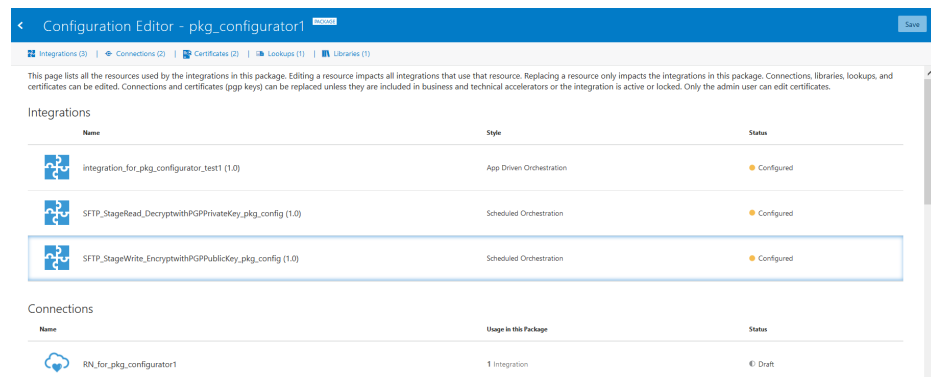 Configuration Editor - pkg_configurator1 PACKAGE
Save
Integrations (3) | Connections (2) | Certificates (2) | Lookups (1) | Libraries (1)
This page lists all the resources used by the integrations in this package. Editing a resource impacts all integrations that use that resource. Replacing a resource only impacts the integrations in this package. Connections, libraries, lookups, and
certificates can be edited. Connections and certificates (pgp keys) can be replaced unless they are included in business and technical accelerators or the integration is active or locked. Only the admin user can edit certificates.
Integrations
Name Style Status
integration_for_pkg_configurator_test1 (1.0) App Driven Orchestration Configured
SFTP_StageRead_DecryptwithPGPPrivateKey_pkg_config (1.0) Scheduled Orchestration Configured
SFTP_StageWrite_EncryptwithPGPPublicKey_pkg_config (1.0) Scheduled Orchestration Configured
Connections
Name Usage in this Package Status
RN_for_pkg_configurator1 1 Integration Draft